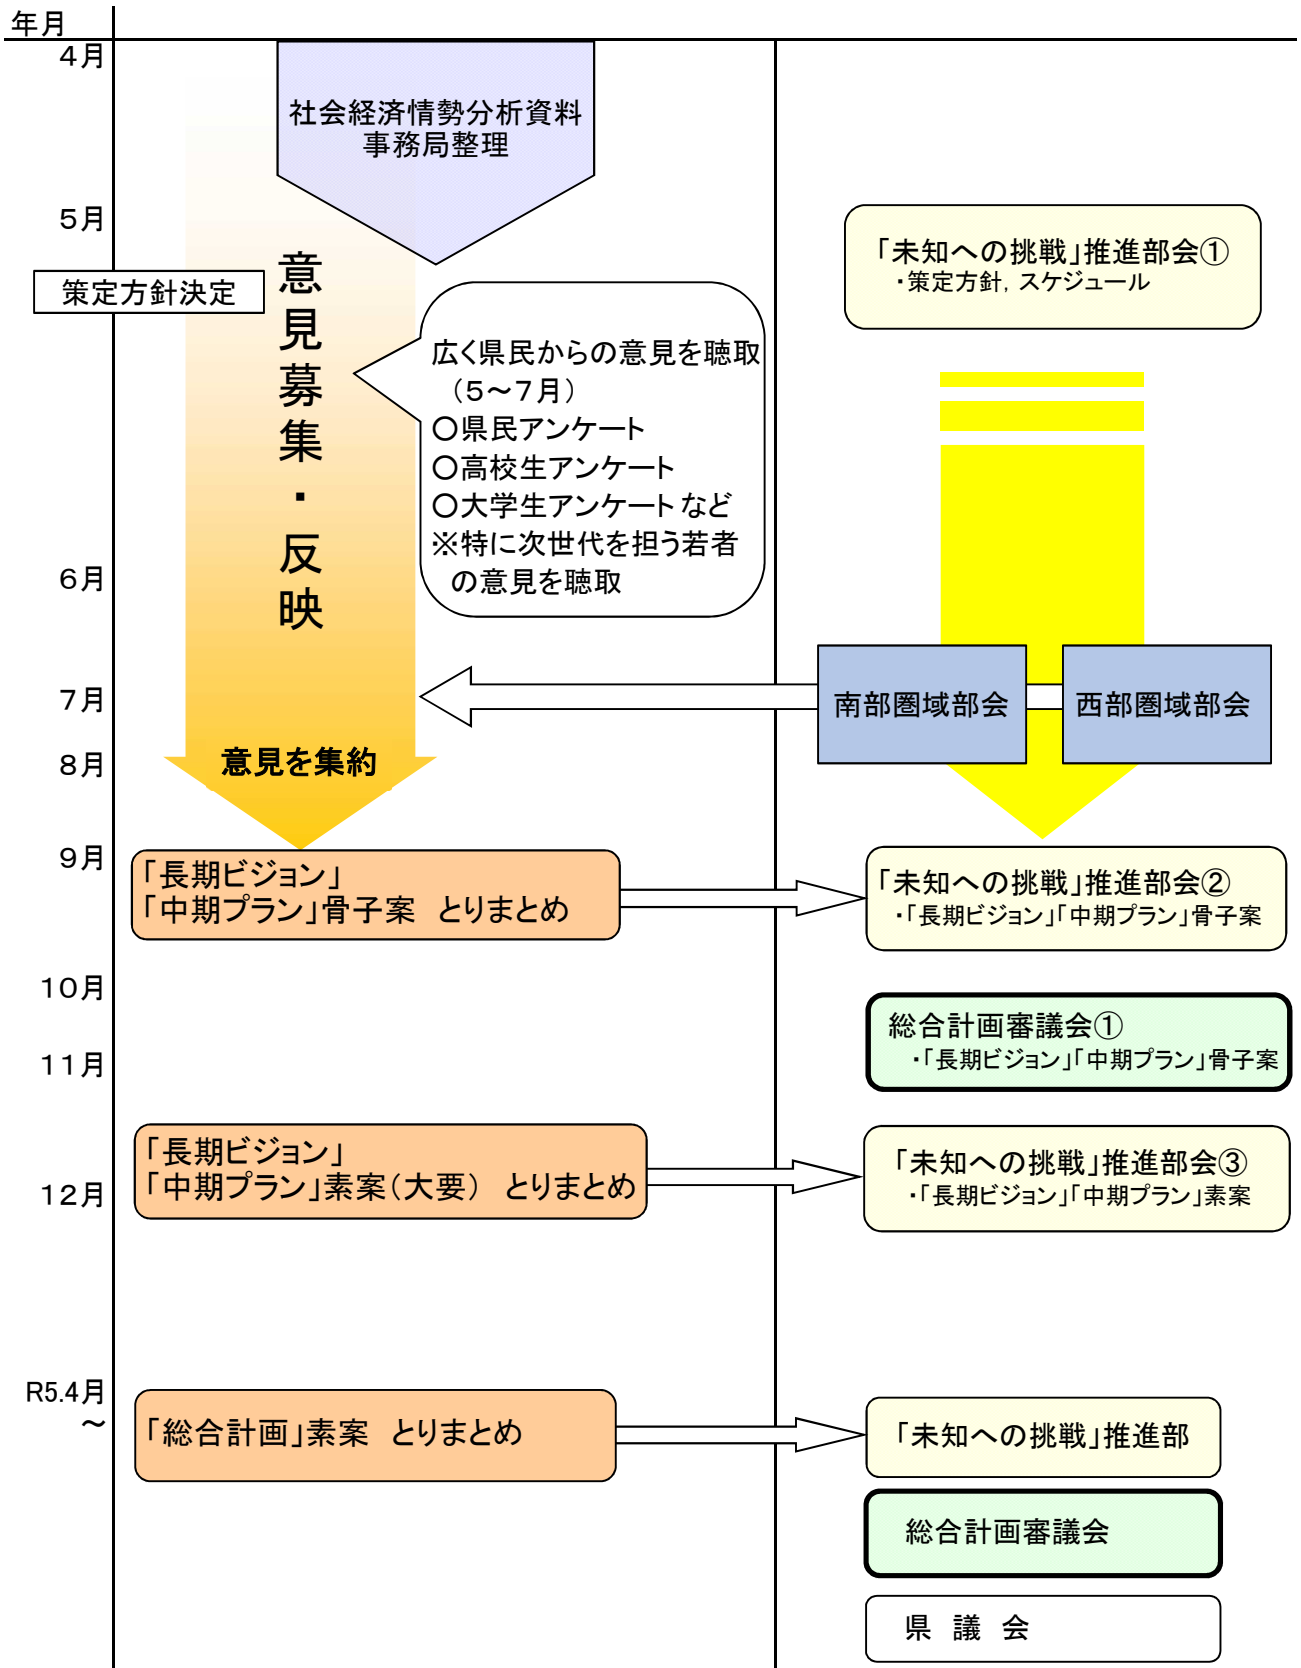 年月
4月
社会経済情勢分析資料
事務局整理
5月
「未知への挑戦」推進部会①
・策定方針，スケジュール
策定方針決定
意見募集・反映
広く県民からの意見を聴取
（5～7月）
○県民アンケート
○高校生アンケート
○大学生アンケートなど
※特に次世代を担う若者
の意見を聴取
6月
7月
南部圏域部会
西部圏域部会
8月
意見を集約
9月
「長期ビジョン」
「中期プラン」骨子案　とりまとめ
「未知への挑戦」推進部会②
・「長期ビジョン」「中期プラン」骨子案
10月
総合計画審議会①
・「長期ビジョン」「中期プラン」骨子案
11月
「長期ビジョン」
「中期プラン」素案（大要）　とりまとめ
12月
「未知への挑戦」推進部会③
・「長期ビジョン」「中期プラン」素案
R5.4月
～
「総合計画」素案　とりまとめ
「未知への挑戦」推進部
総合計画審議会
県　議　会